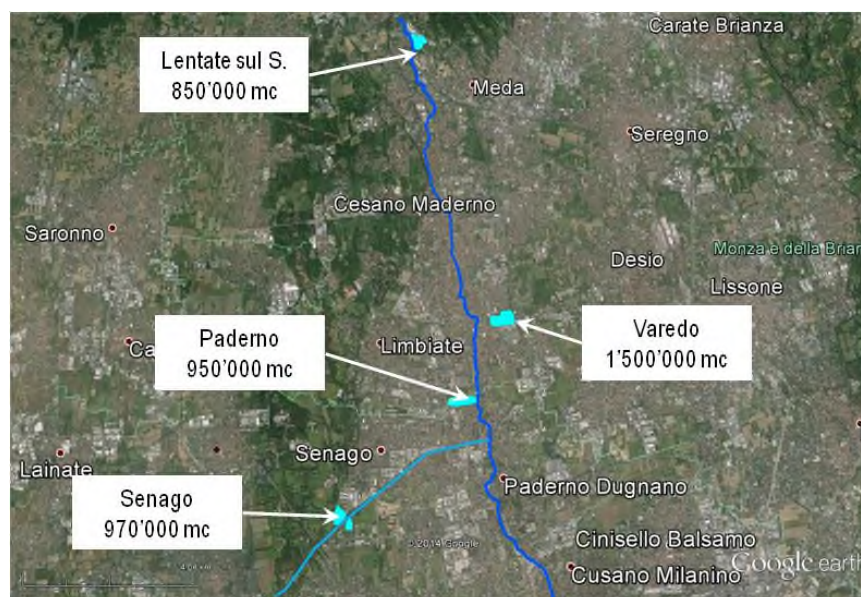 Carate Brianza
Lentate sul S.
850'000 mc
Meda
Seregno
Cesano Maderno
Saronno
Desio
Monza e della Brian
Lissone
Paderno
950'000 mc
Varedo
1'500'000 mc
Ca
Limbiate
Senago
Lainate
Paderno Dugnano
Senago
970'000 mc
© 2014 Google
Cinisello Balsamo
Google earth
Cusano Milanino